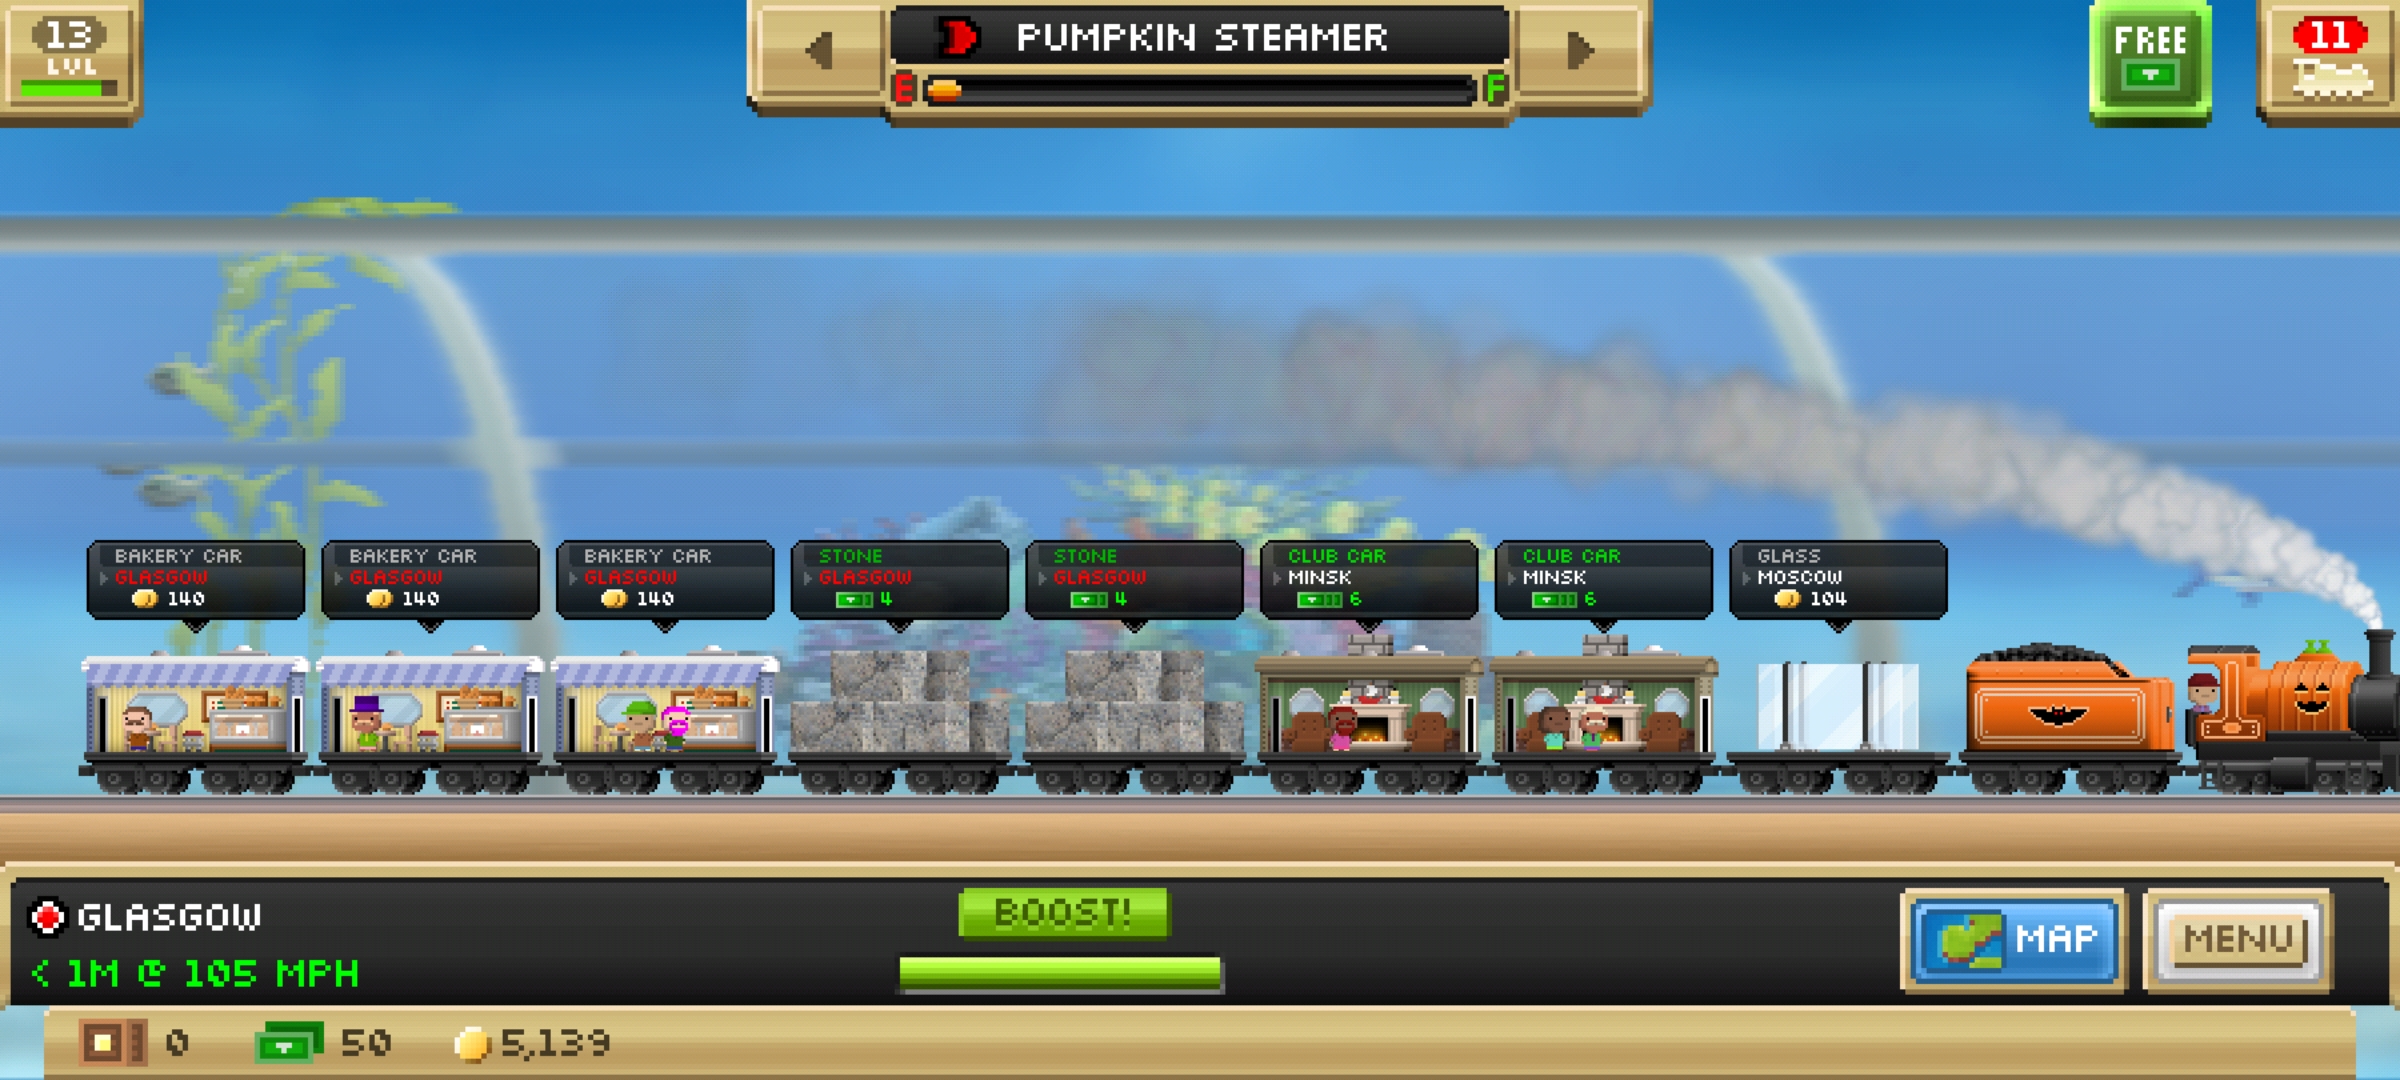 13
LVL
PUMPKIN STEAMER
E F
FREE
11
BAKERY CAR
GLASGOW
140
BAKERY CAR
GLASGOW
140
BAKERY CAR
GLASGOW
140
STONE
GLASGOW
4
STONE
GLASGOW
4
CLUB CAR
MINSK
6
CLUB CAR
MINSK
6
GLASS
MOSCOW
104
GLASGOW
< 1M @ 105 MPH
BOOST!
MAP
MENU
0
50
5,139